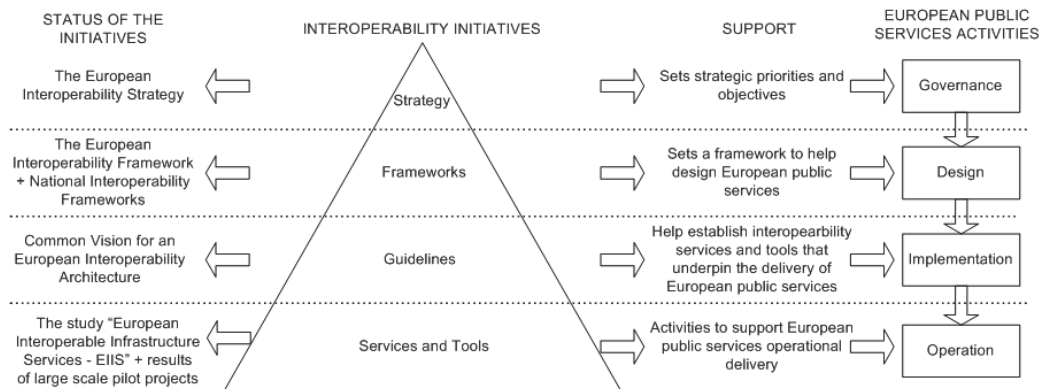 STATUS OF THE
INITIATIVES
INTEROPERABILITY INITIATIVES
SUPPORT
EUROPEAN PUBLIC
SERVICES ACTIVITIES
The European
Interoperability Strategy
Strategy
Sets strategic priorities and
objectives
Governance
The European
Interoperability Framework
+ National Interoperability
Frameworks
Frameworks
Sets a framework to help
design European public
services
Design
Common Vision for an
European Interoperability
Architecture
Guidelines
Help establish interopearbility
services and tools that
underpin the delivery of
European public services
Implementation
The study “European
Interoperable Infrastructure
Services - EIIS” + results
of large scale pilot projects
Services and Tools
Activities to support European
public services operational
delivery
Operation